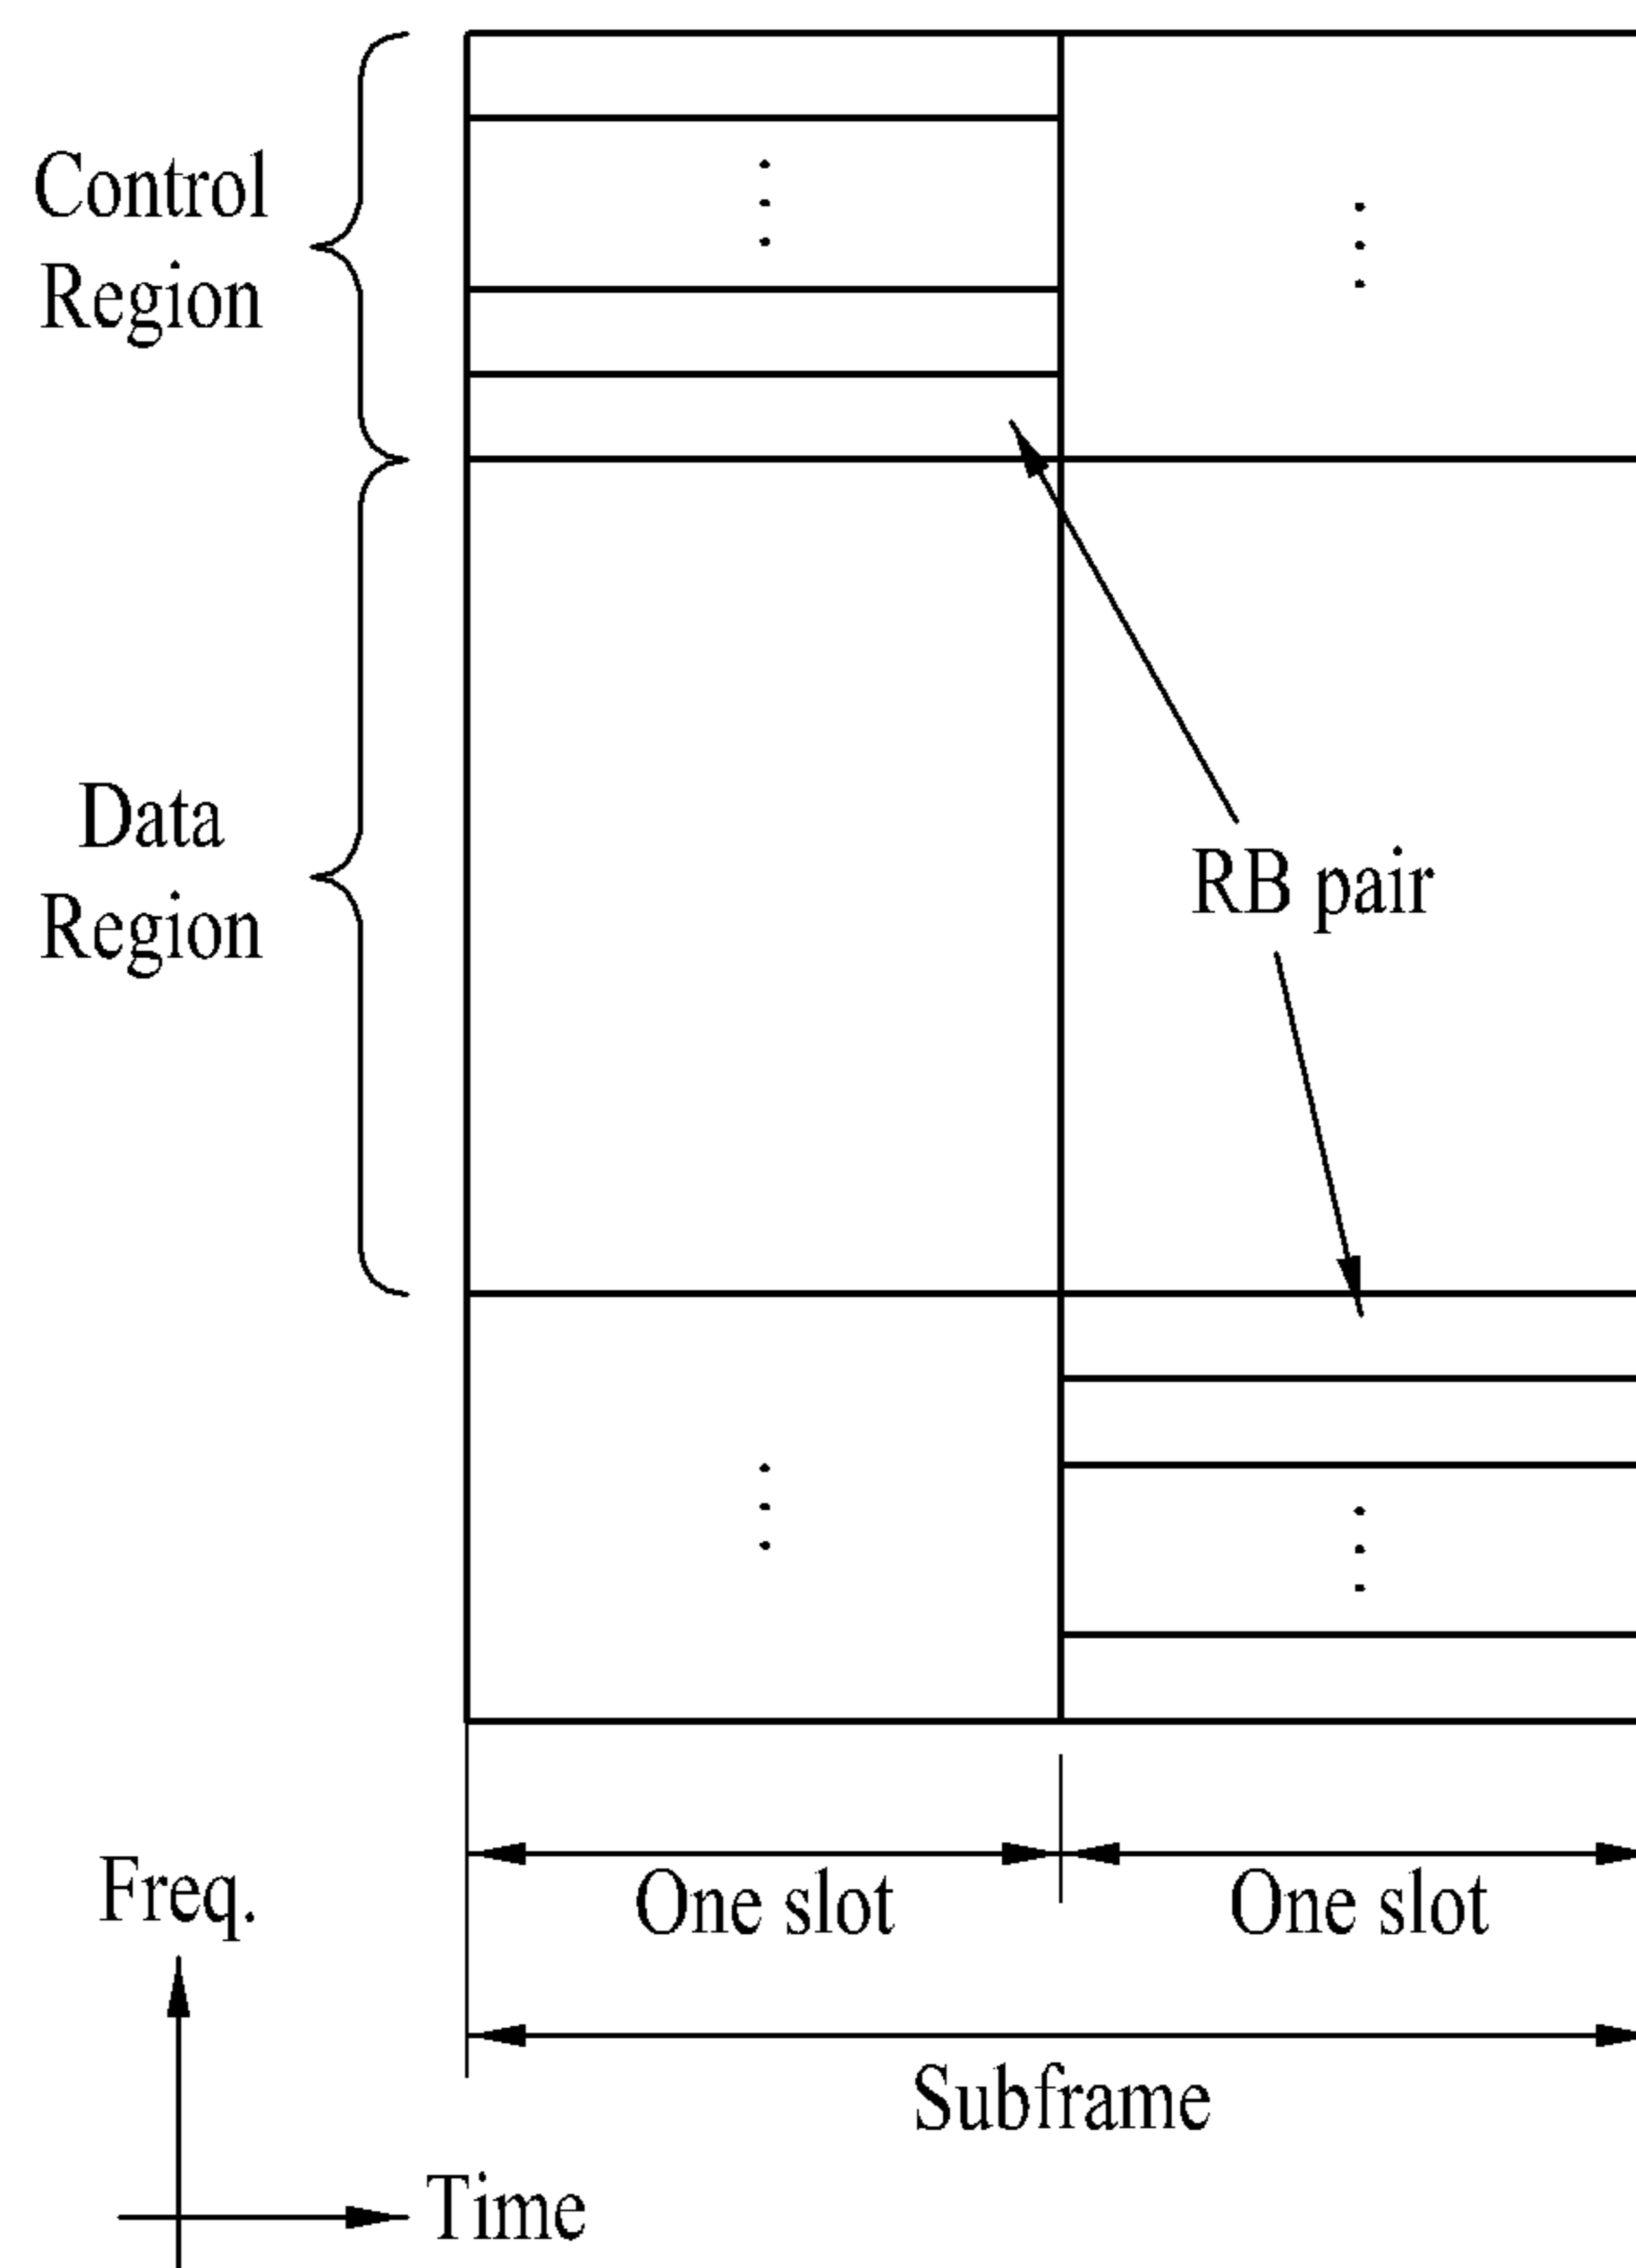 Control
Region
Data
Region
RB pair
One slot
One slot
Freq.
Subframe
Time